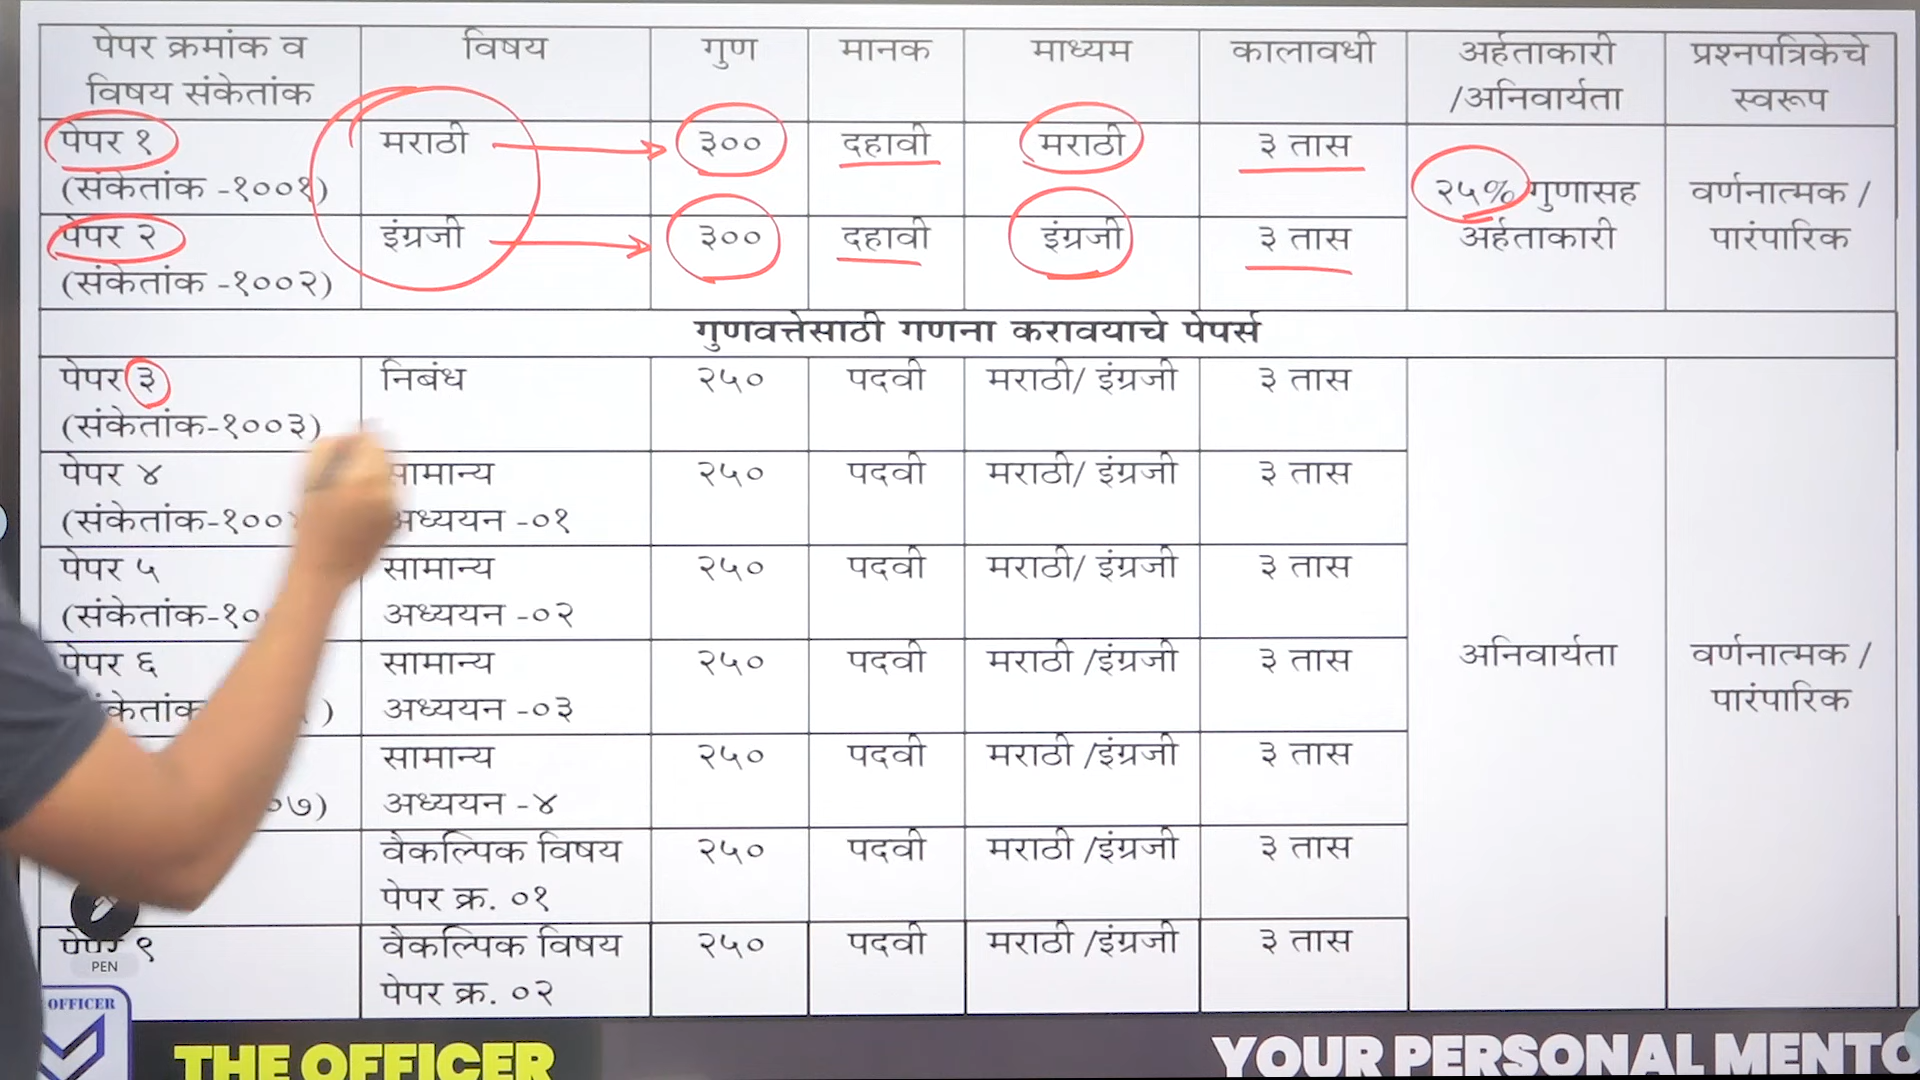 पेपर क्रमांक व विषय गुण मानक माध्यम कालावधी अर्हताकारी प्रश्नपत्रिकेचे
विषय संकेतांक /अनिवार्यता स्वरूप
पेपर १ मराठी ३०० दहावी मराठी ३ तास
(संकेतांक -१००१) २५% गुणासह वर्णनात्मक /
पेपर २ इंग्रजी ३०० दहावी इंग्रजी ३ तास अर्हताकारी पारंपारिक
(संकेतांक -१००२)
गुणवत्तेसाठी गणना करावयाचे पेपर्स
पेपर ३ निबंध २५० पदवी मराठी/ इंग्रजी ३ तास
(संकेतांक-१००३)
पेपर ४ सामान्य २५० पदवी मराठी/ इंग्रजी ३ तास
(संकेतांक-१०० अध्ययन -०१
पेपर ५ सामान्य २५० पदवी मराठी/ इंग्रजी ३ तास
(संकेतांक-१० अध्ययन -०२
पेपर ६ सामान्य २५० पदवी मराठी /इंग्रजी ३ तास अनिवार्यता वर्णनात्मक /
अध्ययन -०३ पारंपारिक
सामान्य २५० पदवी मराठी /इंग्रजी ३ तास
०७) अध्ययन -४
वैकल्पिक विषय २५० पदवी मराठी /इंग्रजी ३ तास
पेपर क्र. ०१
पेपर ९ वैकल्पिक विषय २५० पदवी मराठी /इंग्रजी ३ तास
PEN
पेपर क्र. ०२
OFFICER
THE OFFICER YOUR PERSONAL MENTO